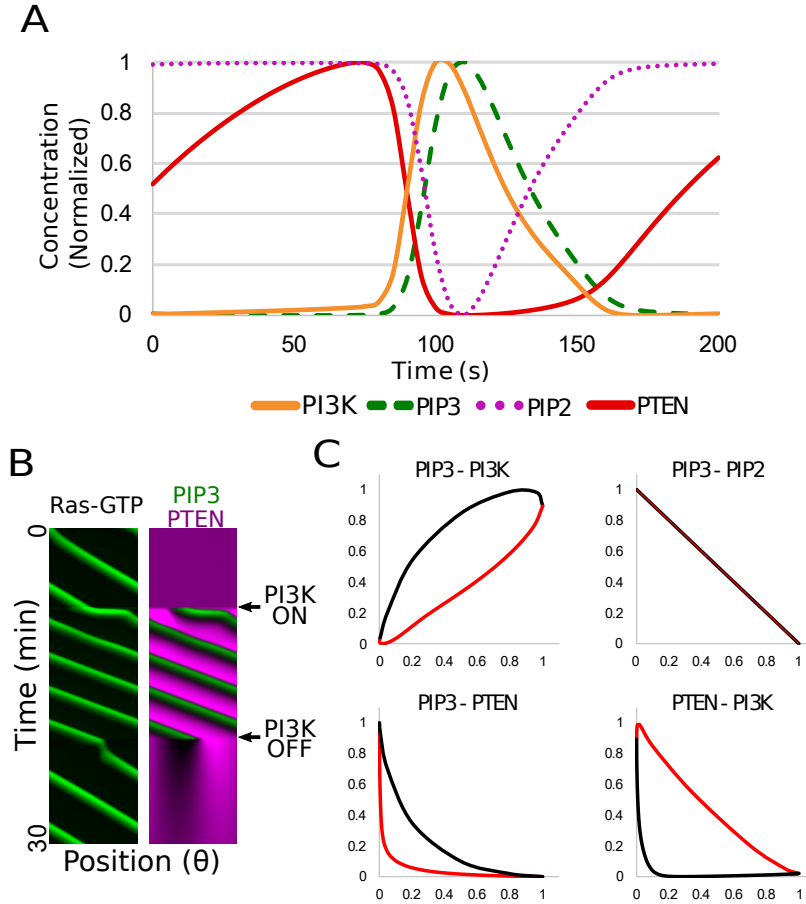 A
Concentration
(Normalized)
1
0.8
0.6
0.4
0.2
0
0 50 100 150 200
Time (s)
PI3K PIP3 PIP2 PTEN
B
Ras-GTP
PIP3
PTEN
0
Time (min)
30
PI3K
ON
PI3K
OFF
Position (θ)
C
PIP3 - PI3K
1
0.8
0.6
0.4
0.2
0
0 0.2 0.4 0.6 0.8 1
PIP3 - PIP2
1
0.8
0.6
0.4
0.2
0
0 0.2 0.4 0.6 0.8 1
PIP3 - PTEN
1
0.8
0.6
0.4
0.2
0
0 0.2 0.4 0.6 0.8 1
PTEN - PI3K
1
0.8
0.6
0.4
0.2
0
0 0.2 0.4 0.6 0.8 1